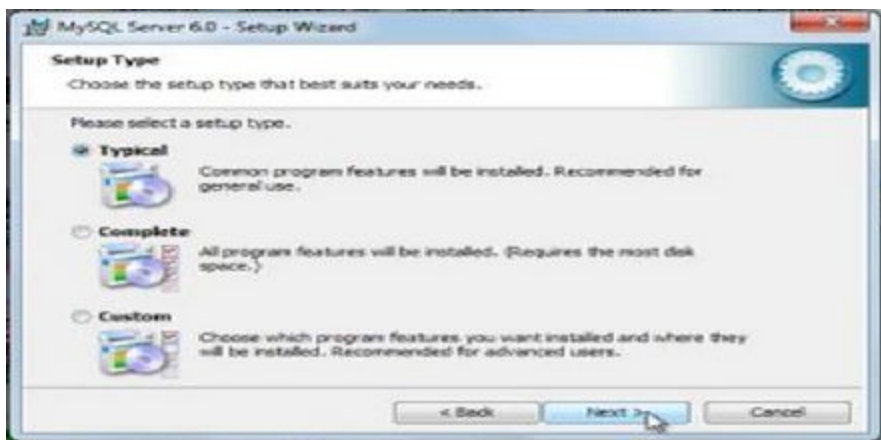 MySQL Server 6.0 - Setup Wizard
Setup Type
Choose the setup type that best suits your needs.
Please select a setup type.
Typical
Common program features will be installed. Recommended for
general use.
Complete
All program features will be installed. (Requires the most disk
space.)
Custom
Choose which program features you want installed and where they
will be installed. Recommended for advanced users.
< Back
Next >
Cancel